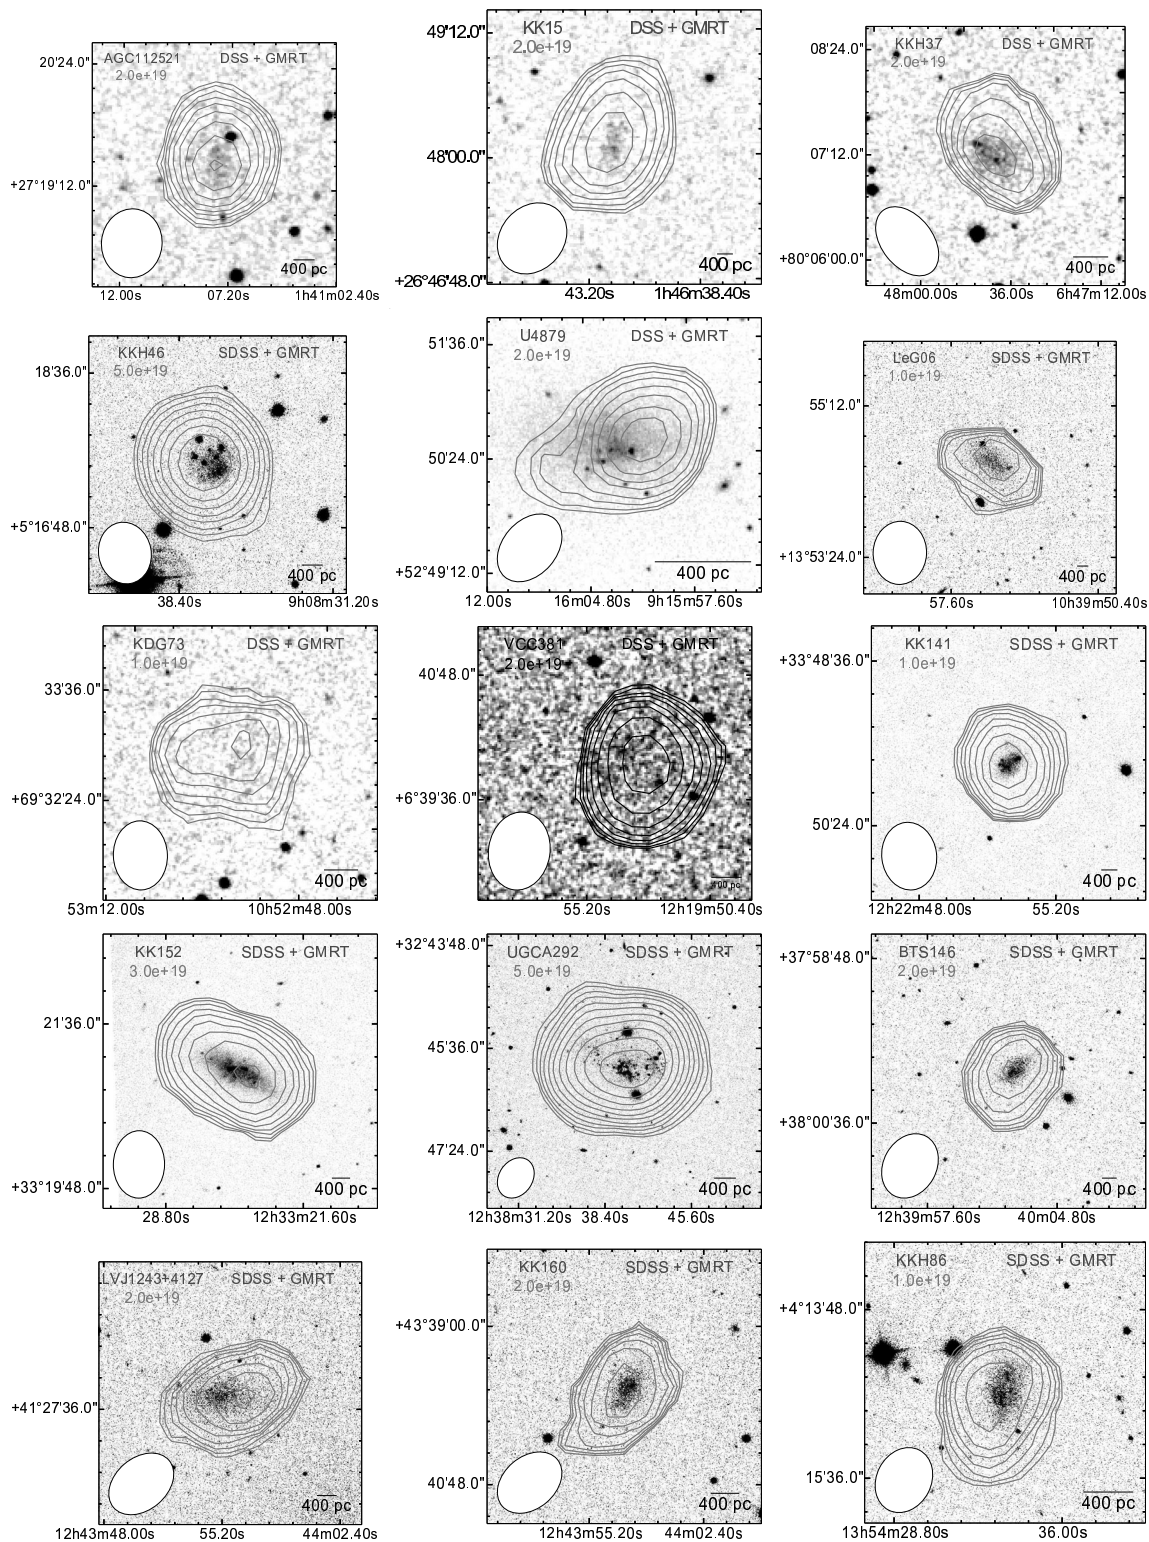 AGC112521 DSS + GMRT
2.0e+19
20'24.0"
+27°19'12.0"
400 pc
12.00s 07.20s 1h41m02.40s
KK15 DSS + GMRT
2.0e+19
49'12.0"
48'00.0"
+26°46'48.0"
400 pc
43.20s 1h46m38.40s
KKH37 DSS + GMRT
2.0e+19
08'24.0"
07'12.0"
+80°06'00.0"
400 pc
48m00.00s 36.00s 6h47m12.00s
KKH46 SDSS + GMRT
5.0e+19
18'36.0"
+5°16'48.0"
400 pc
38.40s 9h08m31.20s
U4879 DSS + GMRT
2.0e+19
51'36.0"
50'24.0"
+52°49'12.0"
400 pc
12.00s 16m04.80s 9h15m57.60s
LeG06 SDSS + GMRT
1.0e+19
55'12.0"
+13°53'24.0"
400 pc
57.60s 10h39m50.40s
KDG73 DSS + GMRT
1.0e+19
33'36.0"
+69°32'24.0"
400 pc
53m12.00s 10h52m48.00s
VCC381 DSS + GMRT
2.0e+19
40'48.0"
+6°39'36.0"
400 pc
55.20s 12h19m50.40s
KK141 SDSS + GMRT
1.0e+19
+33°48'36.0"
50'24.0"
400 pc
12h22m48.00s 55.20s
KK152 SDSS + GMRT
3.0e+19
21'36.0"
+33°19'48.0"
400 pc
28.80s 12h33m21.60s
UGCA292 SDSS + GMRT
5.0e+19
+32°43'48.0"
45'36.0"
47'24.0"
400 pc
12h38m31.20s 38.40s 45.60s
BTS146 SDSS + GMRT
2.0e+19
+37°58'48.0"
+38°00'36.0"
400 pc
12h39m57.60s 40m04.80s
LVJ1243+4127 SDSS + GMRT
2.0e+19
+41°27'36.0"
400 pc
12h43m48.00s 55.20s 44m02.40s
KK160 SDSS + GMRT
2.0e+19
+43°39'00.0"
40'48.0"
400 pc
12h43m55.20s 44m02.40s
KKH86 SDSS + GMRT
1.0e+19
+4°13'48.0"
15'36.0"
400 pc
13h54m28.80s 36.00s